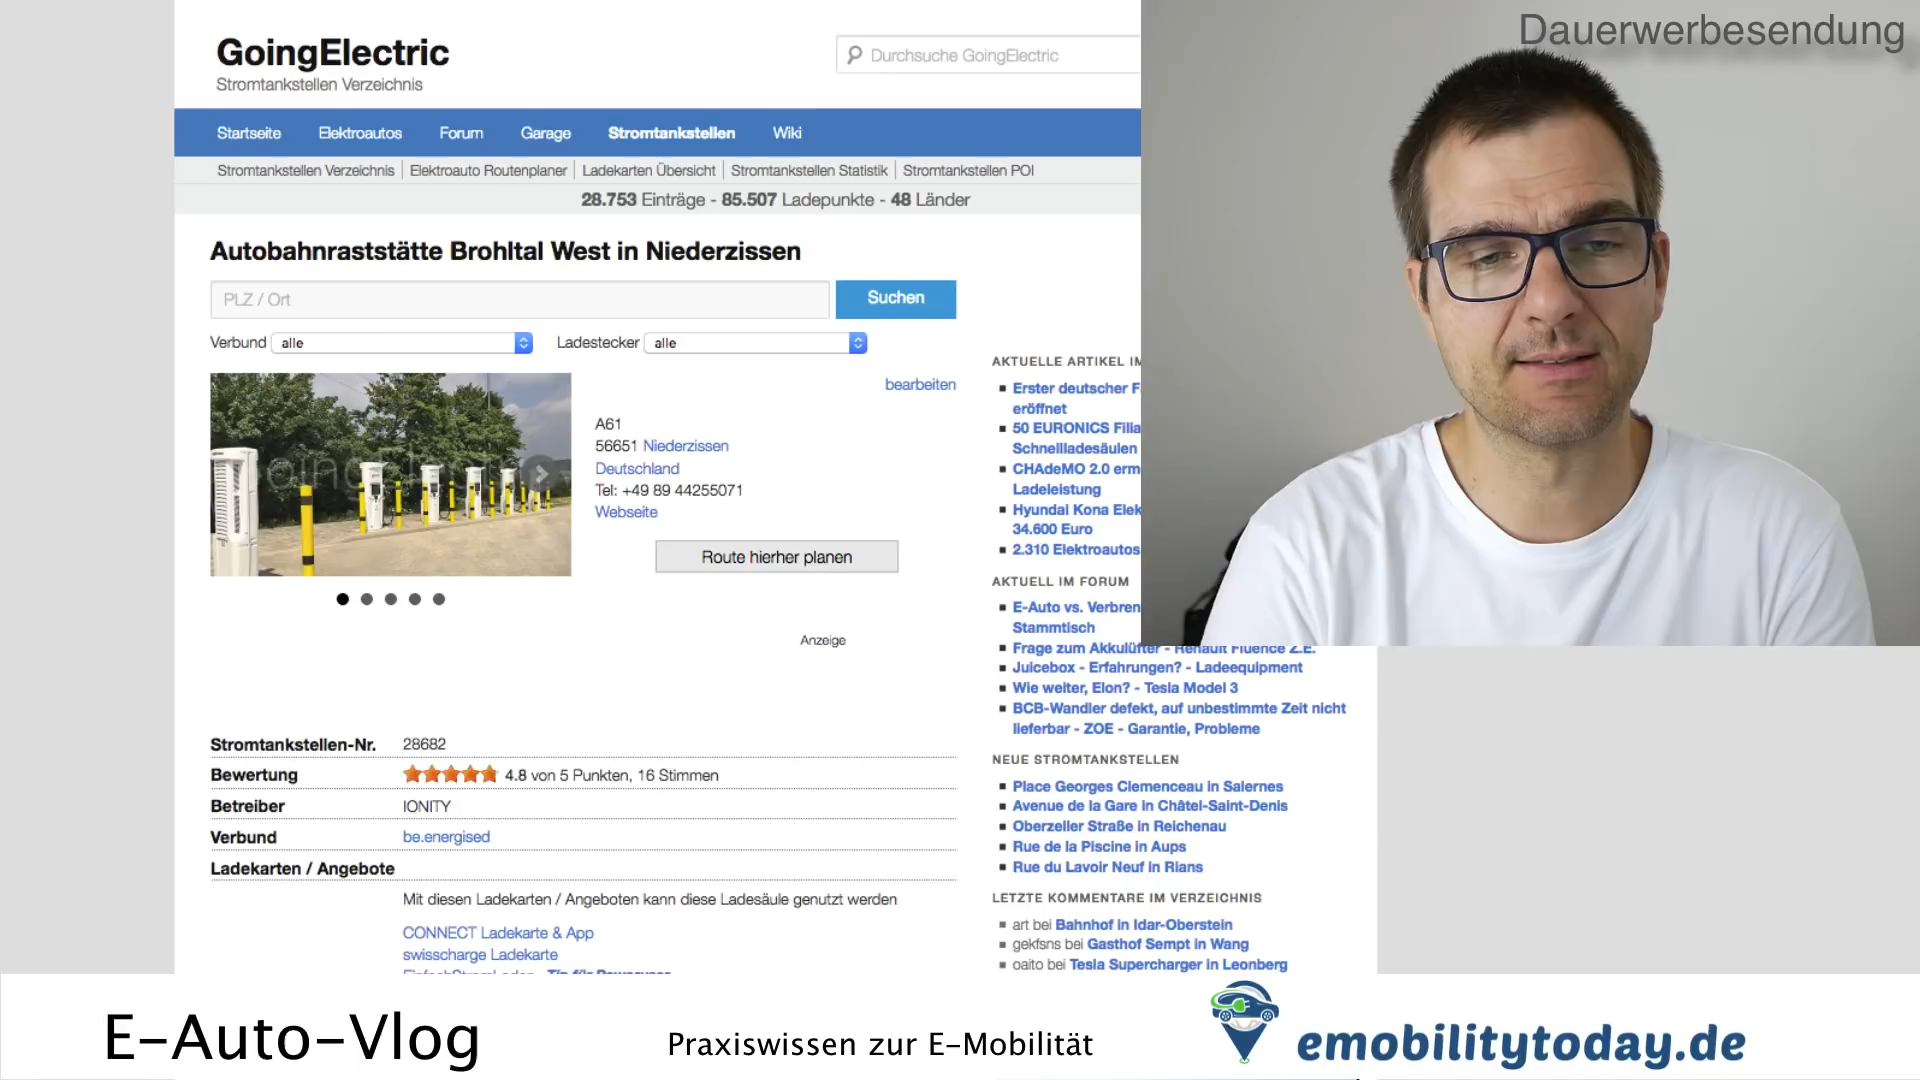 Dauerwerbesendung
GoingElectric
Stromtankstellen Verzeichnis
Durchsuche GoingElectric
Startseite Elektroautos Forum Garage Stromtankstellen Wiki
Stromtankstellen Verzeichnis Elektroauto Routenplaner Ladekarten Übersicht Stromtankstellen Statistik Stromtankstellen POI
28.753 Einträge - 85.507 Ladepunkte - 48 Länder
Autobahnraststätte Brohltal West in Niederzissen
PLZ / Ort
Suchen
Verbund alle Ladestecker alle
bearbeiten
A61
56651 Niederzissen
Deutschland
Tel: +49 89 44255071
Webseite
Route hierher planen
Anzeige
Stromtankstellen-Nr. 28682
Bewertung 4.8 von 5 Punkten, 16 Stimmen
Betreiber IONITY
Verbund be.energised
Ladekarten / Angebote
Mit diesen Ladekarten / Angeboten kann diese Ladesäule genutzt werden
CONNECT Ladekarte & App
swisscharge Ladekarte
AKTUELLE ARTIKEL IM
Erster deutscher F
eröffnet
50 EURONICS Filia
Schnellladesäulen
CHAdeMO 2.0 erm
Ladeleistung
Hyundai Kona Elek
34.600 Euro
2.310 Elektroautos
AKTUELL IM FORUM
E-Auto vs. Verbren
Stammtisch
Frage zum Akkulüfter - Renault Fluence Z.E.
Juicebox - Erfahrungen? - Ladeequipment
Wie weiter, Elon? - Tesla Model 3
BCB-Wandler defekt, auf unbestimmte Zeit nicht
lieferbar - ZOE - Garantie, Probleme
NEUE STROMTANKSTELLEN
Place Georges Clemenceau in Salernes
Avenue de la Gare in Châtel-Saint-Denis
Oberzeller Straße in Reichenau
Rue de la Piscine in Aups
Rue du Lavoir Neuf in Rians
LETZTE KOMMENTARE IM VERZEICHNIS
art bei Bahnhof in Idar-Oberstein
gekfsns bei Gasthof Sempt in Wang
oaito bei Tesla Supercharger in Leonberg
E-Auto-Vlog
Praxiswissen zur E-Mobilität
emobilitytoday.de